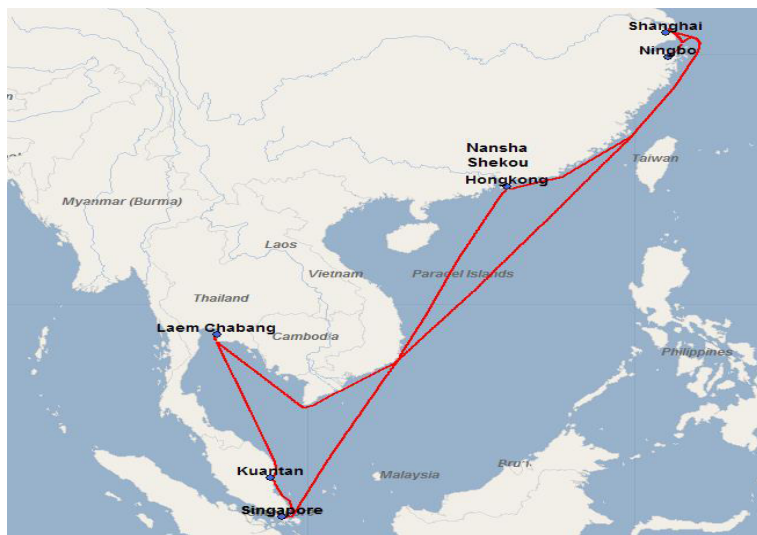 Shanghai
Ningbo
Nansha
Shekou
Taiwan
Hongkong
Myanmar (Burma)
Laos
Vietnam
Paracel Islands
Thailand
Laem Chabang
Cambodia
Philippines
Kuantan
Malaysia
Singapore